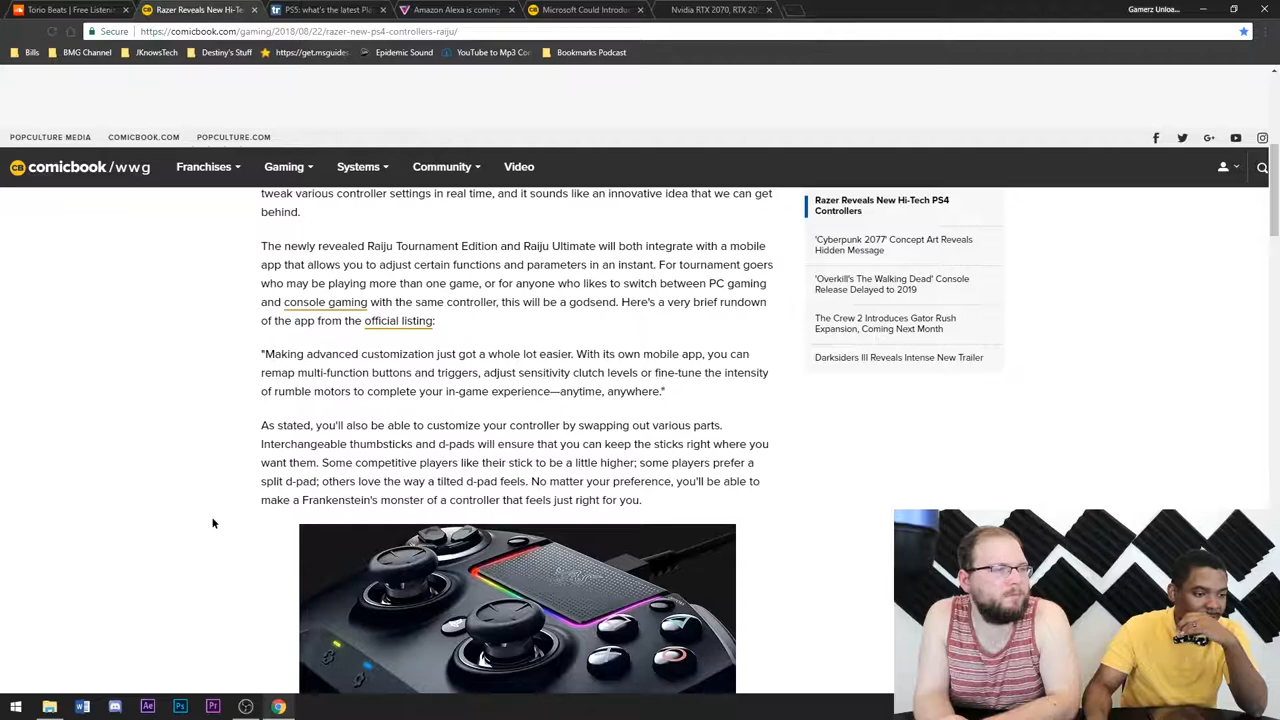 Torio Beats | Free Listenin
Razer Reveals New Hi-Te
PS5: what's the latest Pla
Amazon Alexa is coming
Microsoft Could Introduc
Nvidia RTX 2070, RTX 20
Gamerz Unloa...
Secure
https://comicbook.com/gaming/2018/08/22/razer-new-ps4-controllers-raiju/
Bills
BMG Channel
JKnowsTech
Destiny's Stuff
https://get.msguides
Epidemic Sound
YouTube to Mp3 Con
Bookmarks Podcast
POPCULTURE MEDIA
COMICBOOK.COM
POPCULTURE.COM
CB comicbook/wwg
Franchises
Gaming
Systems
Community
Video
tweak various controller settings in real time, and it sounds like an innovative idea that we can get
behind.
The newly revealed Raiju Tournament Edition and Raiju Ultimate will both integrate with a mobile
app that allows you to adjust certain functions and parameters in an instant. For tournament goers
who may be playing more than one game, or for anyone who likes to switch between PC gaming
and console gaming with the same controller, this will be a godsend. Here's a very brief rundown
of the app from the official listing:
"Making advanced customization just got a whole lot easier. With its own mobile app, you can
remap multi-function buttons and triggers, adjust sensitivity clutch levels or fine-tune the intensity
of rumble motors to complete your in-game experience—anytime, anywhere."
As stated, you'll also be able to customize your controller by swapping out various parts.
Interchangeable thumbsticks and d-pads will ensure that you can keep the sticks right where you
want them. Some competitive players like their stick to be a little higher; some players prefer a
split d-pad; others love the way a tilted d-pad feels. No matter your preference, you'll be able to
make a Frankenstein's monster of a controller that feels just right for you.
Razer Reveals New Hi-Tech PS4
Controllers
'Cyberpunk 2077' Concept Art Reveals
Hidden Message
'Overkill's The Walking Dead' Console
Release Delayed to 2019
The Crew 2 Introduces Gator Rush
Expansion, Coming Next Month
Darksiders III Reveals Intense New Trailer